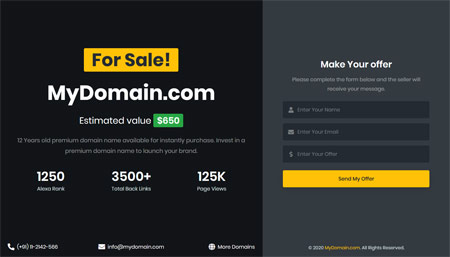 For Sale!
MyDomain.com
Estimated value $650
12 Years old premium domain name available for instantly purchase. Invest in a
premium domain name to launch your brand.
1250
Alexa Rank
3500+
Total Back Links
125K
Page Views
(+91) 11-2142-566
info@mydomain.com
More Domains
Make Your offer
Please complete the form below and the seller will
receive your message.
Enter Your Name
Enter Your Email
$ Enter Your Offer
Send My Offer
© 2020 MyDomain.com, All Rights Reserved.